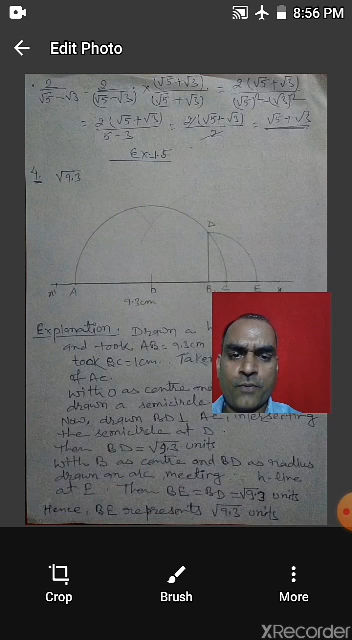 8:56 PM
Edit Photo
2/(√5-√3) = 2/(√5-√3) × (√5+√3)/(√5+√3) = 2(√5+√3)/((√5)²-(√3)²)
= 2(√5+√3)/(5-3) = 2(√5+√3)/2 = √5+√3
Ex-1.5
4. √9.3
D
A B C E
9.3cm
Explanation. Drawn a
and took, AB = 9.3cm
took BC=1cm. Taken
of AC.
With O as centre and
drawn a semicircle
Now, drawn BD ⊥ AE, intersecting
the semicircle at D.
Then BD = √9.3 units
With B as centre and BD as radius
drawn an arc meeting h-line
at E. Then BE = BD = √9.3 units
Hence, BE represents √9.3 units
Crop Brush More
XRecorder